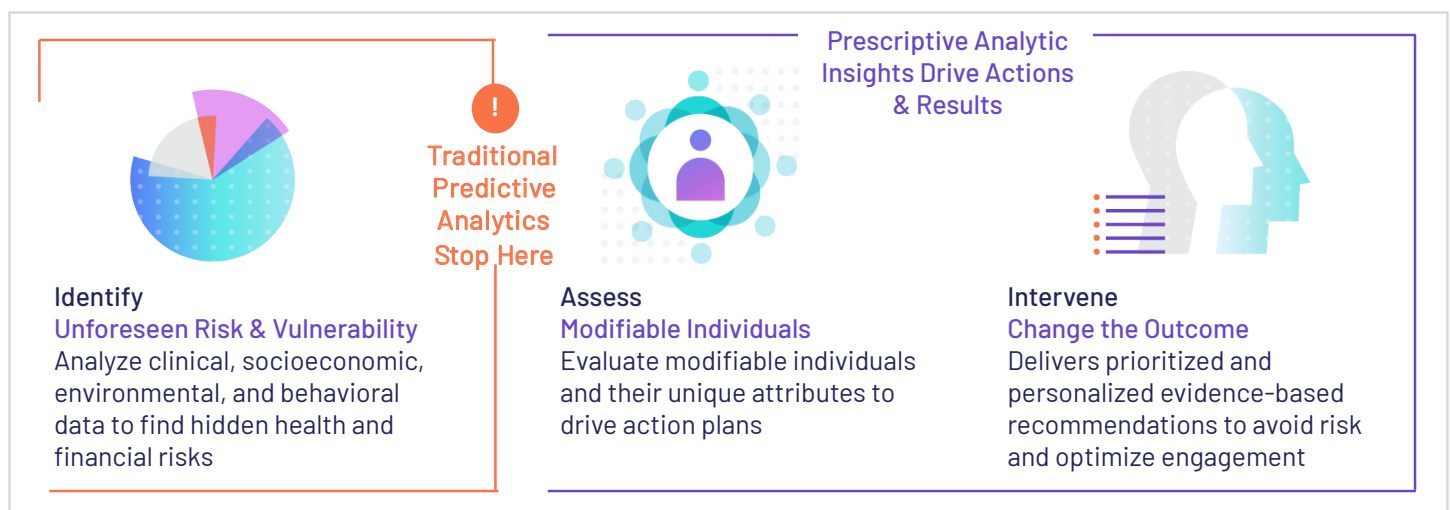 Prescriptive Analytic
Insights Drive Actions
& Results
!
Traditional
Predictive
Analytics
Stop Here
Identify
Unforeseen Risk & Vulnerability
Analyze clinical, socioeconomic,
environmental, and behavioral
data to find hidden health and
financial risks
Assess
Modifiable Individuals
Evaluate modifiable individuals
and their unique attributes to
drive action plans
Intervene
Change the Outcome
Delivers prioritized and
personalized evidence-based
recommendations to avoid risk
and optimize engagement